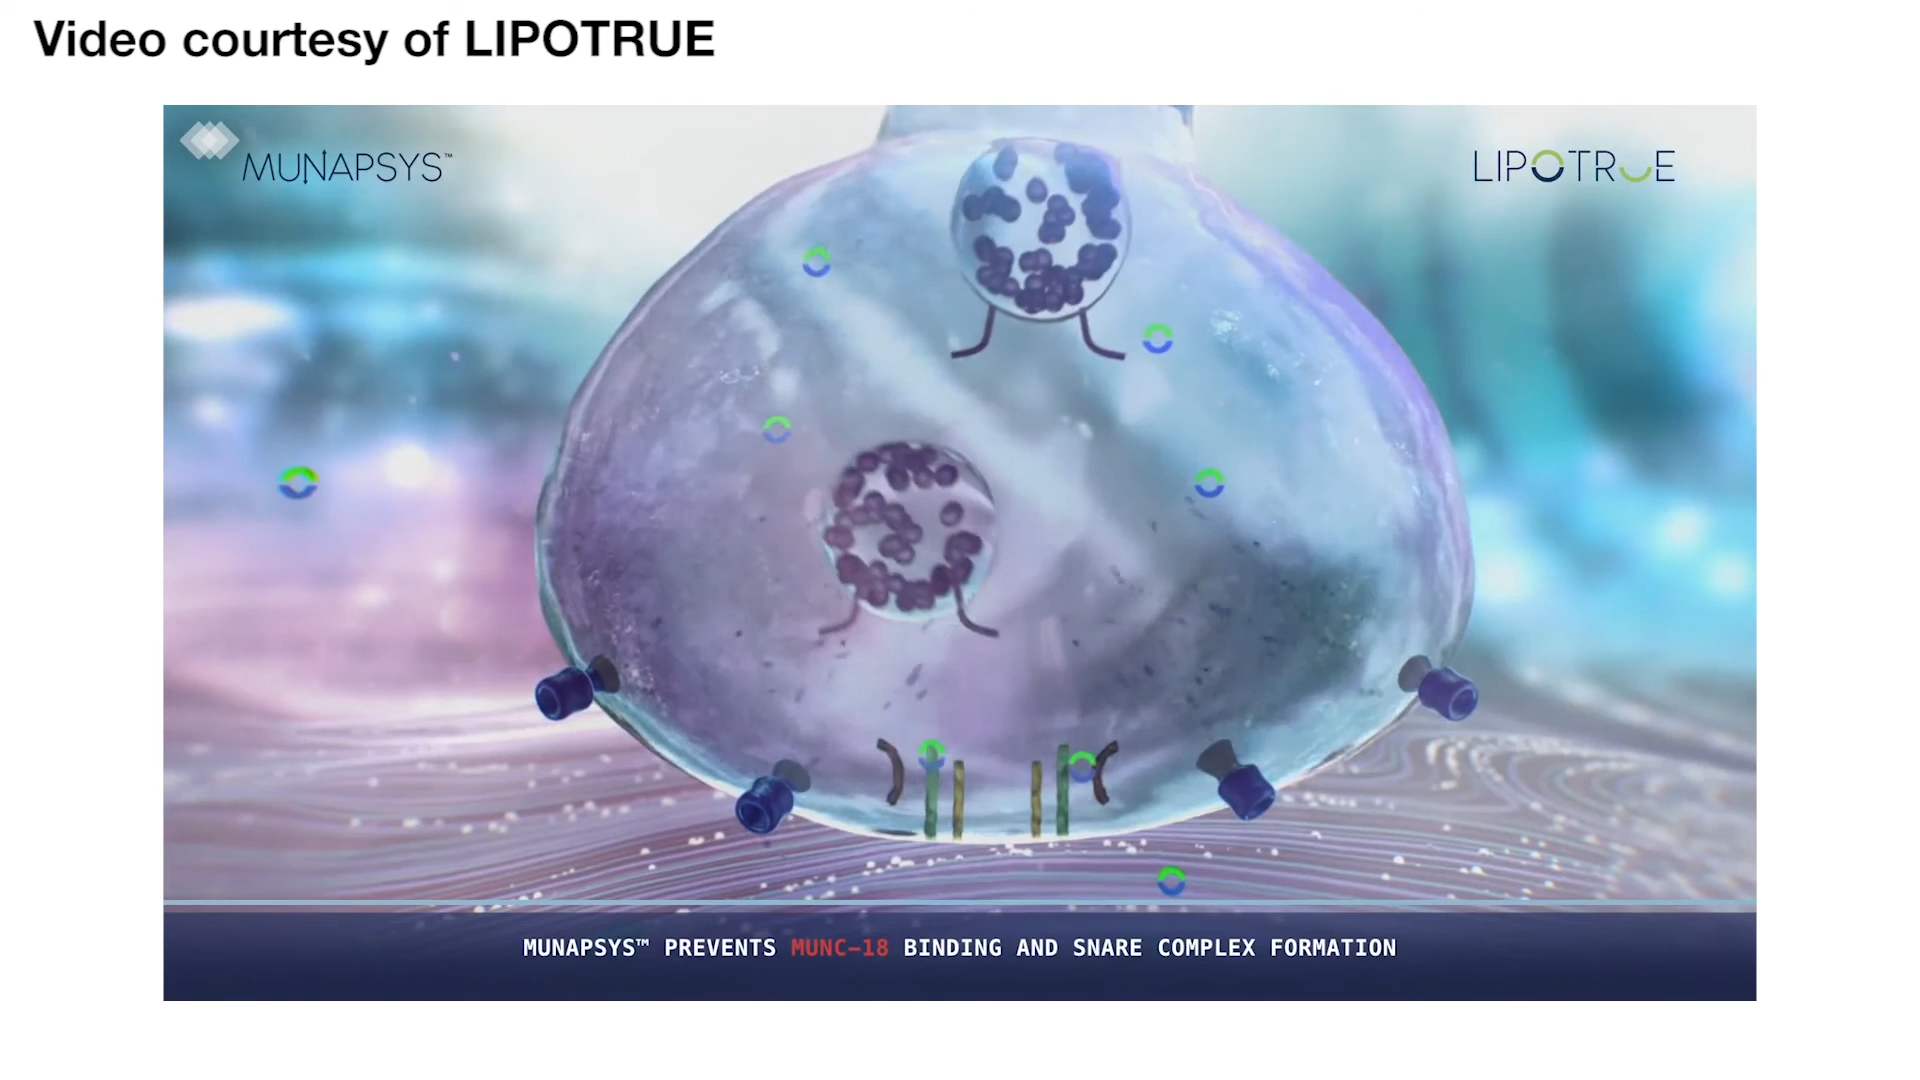 Video courtesy of LIPOTRUE
MUNAPSYS™
LIPOTRUE
MUNAPSYS™ PREVENTS MUNC-18 BINDING AND SNARE COMPLEX FORMATION